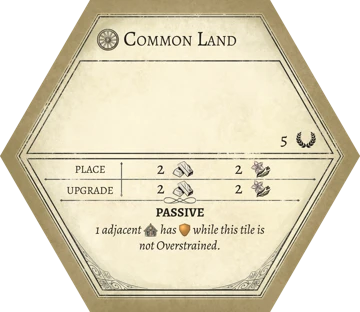 Common Land
5
PLACE 2 2
UPGRADE 2 2
PASSIVE
1 adjacent has while this tile is
not Overstrained.